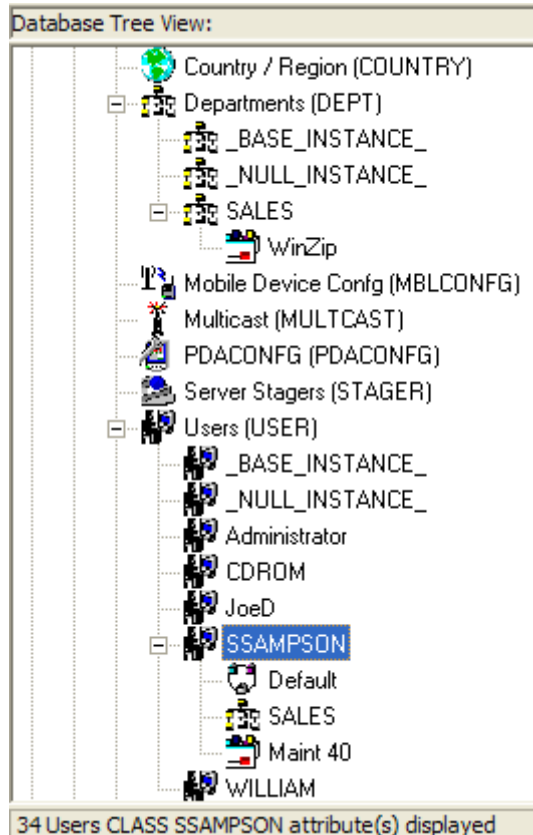 Database Tree View:
Country / Region (COUNTRY)
Departments (DEPT)
_BASE_INSTANCE_
_NULL_INSTANCE_
SALES
WinZip
Mobile Device Confg (MBLCONFG)
Multicast (MULTCAST)
PDACONFG (PDACONFG)
Server Stagers (STAGER)
Users (USER)
_BASE_INSTANCE_
_NULL_INSTANCE_
Administrator
CDROM
JoeD
SSAMPSON
Default
SALES
Maint 40
WILLIAM
34 Users CLASS SSAMPSON attribute(s) displayed